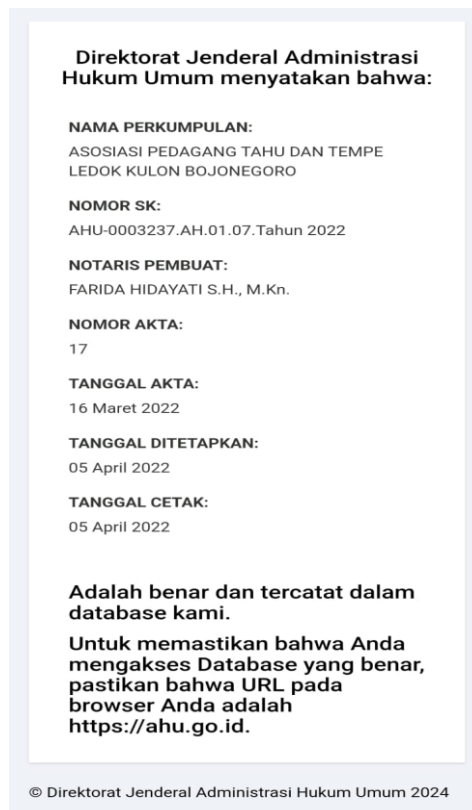 Direktorat Jenderal Administrasi
Hukum Umum menyatakan bahwa:
NAMA PERKUMPULAN:
ASOSIASI PEDAGANG TAHU DAN TEMPE
LEDOK KULON BOJONEGORO
NOMOR SK:
AHU-0003237.AH.01.07.Tahun 2022
NOTARIS PEMBUAT:
FARIDA HIDAYATI S.H., M.Kn.
NOMOR AKTA:
17
TANGGAL AKTA:
16 Maret 2022
TANGGAL DITETAPKAN:
05 April 2022
TANGGAL CETAK:
05 April 2022
Adalah benar dan tercatat dalam
database kami.
Untuk memastikan bahwa Anda
mengakses Database yang benar,
pastikan bahwa URL pada
browser Anda adalah
https://ahu.go.id.
© Direktorat Jenderal Administrasi Hukum Umum 2024